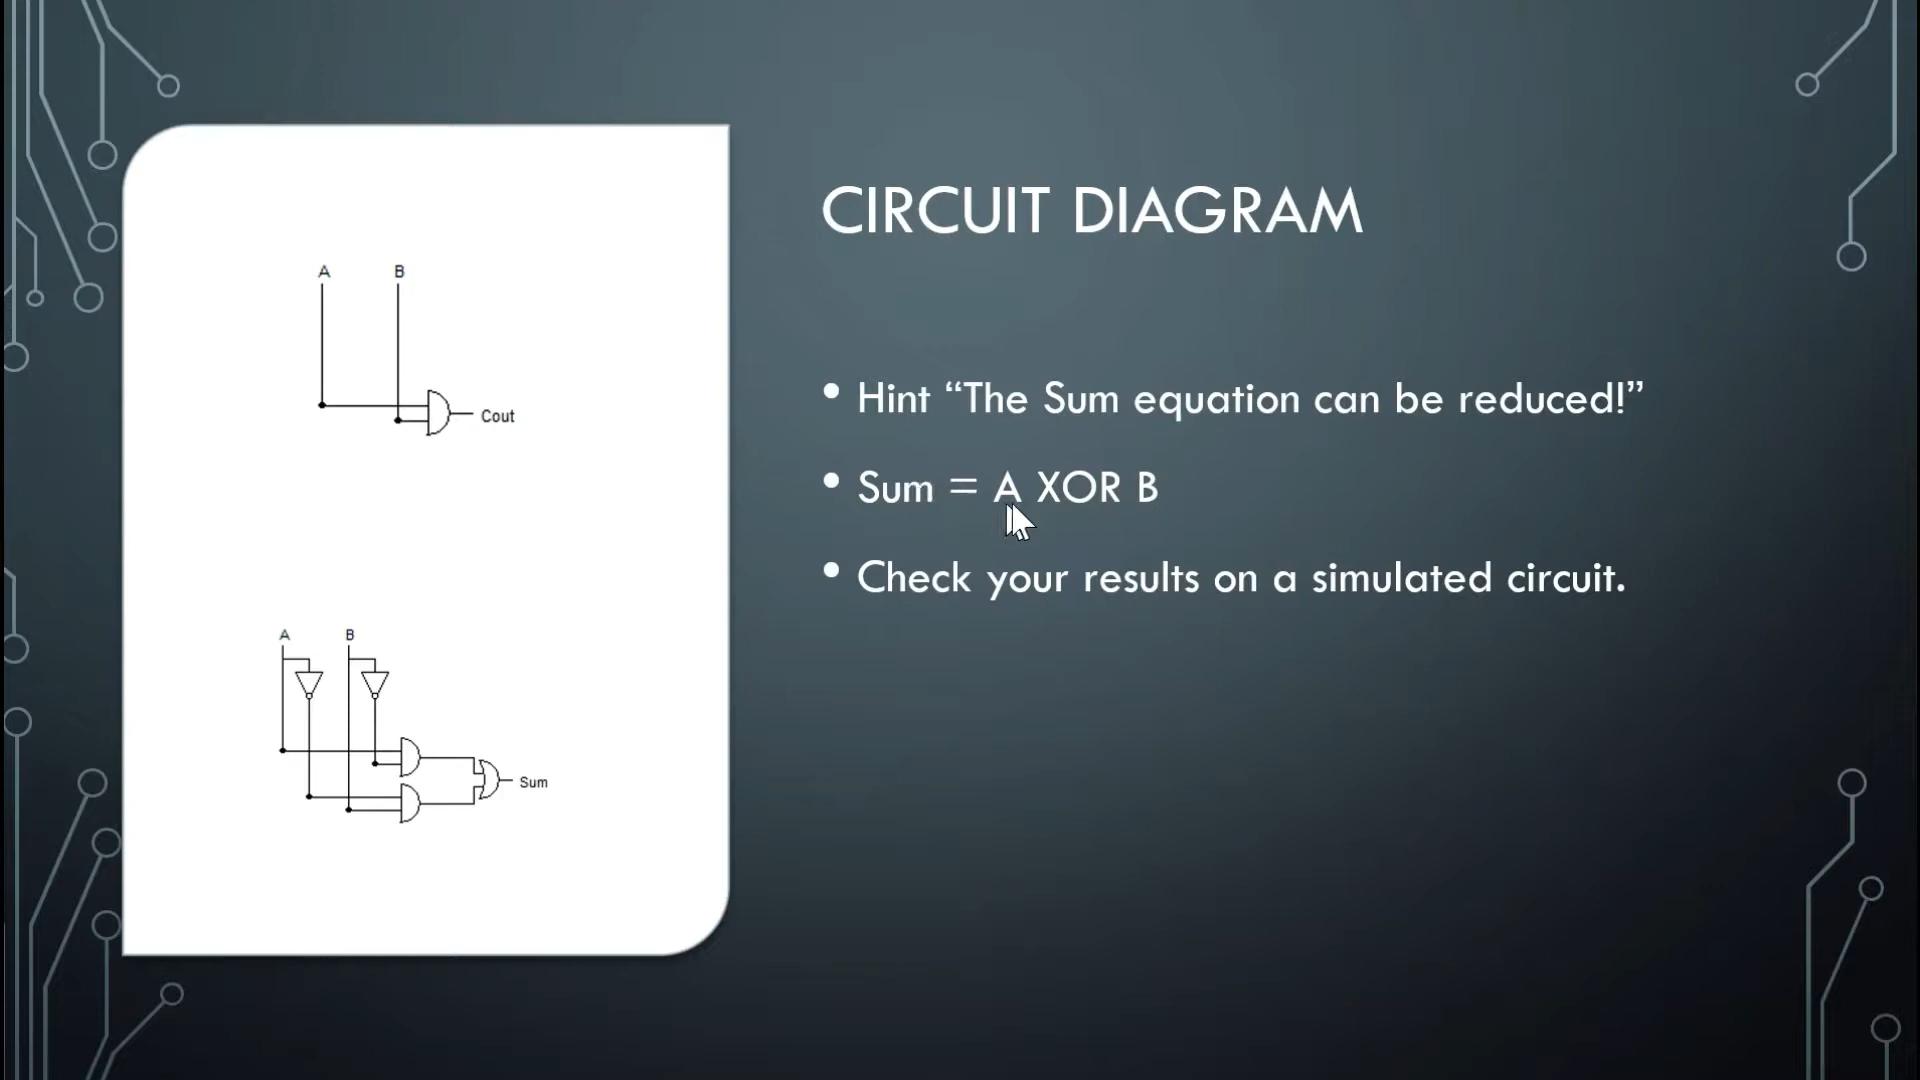 CIRCUIT DIAGRAM
• Hint “The Sum equation can be reduced!”
• Sum = A XOR B
• Check your results on a simulated circuit.
A B
Cout
A B
Sum